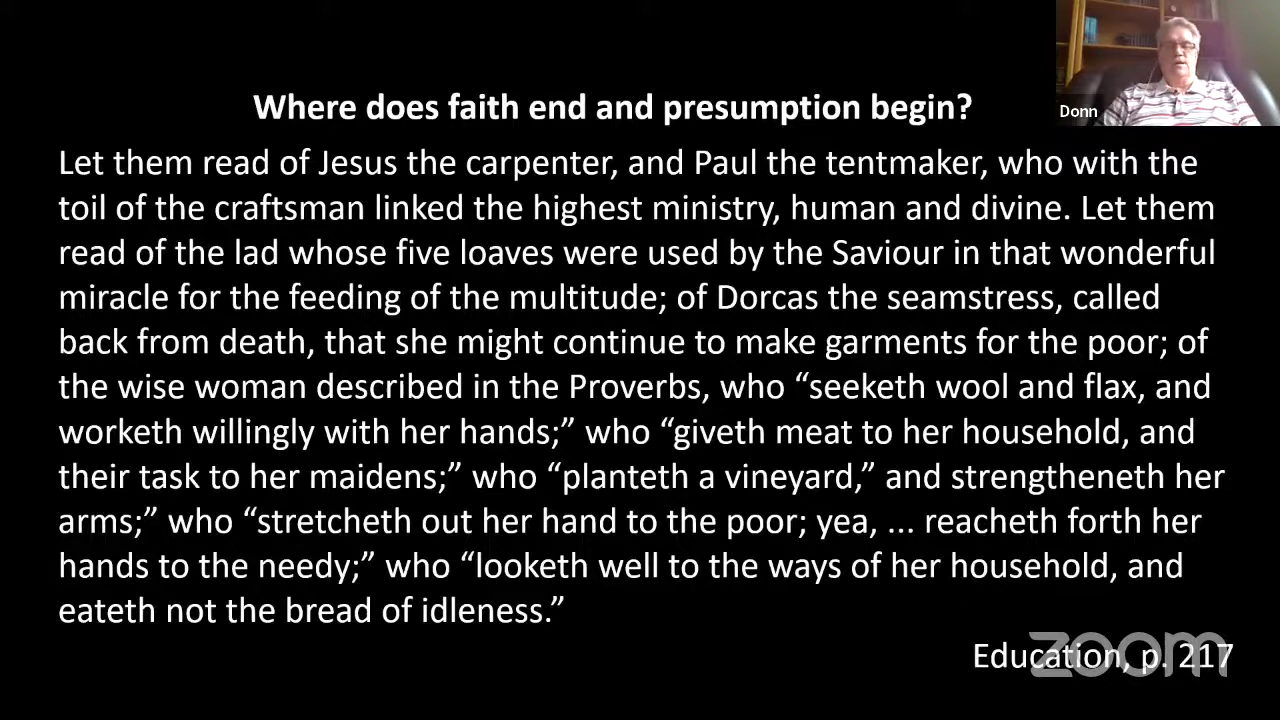 Where does faith end and presumption begin?
Donn
Let them read of Jesus the carpenter, and Paul the tentmaker, who with the
toil of the craftsman linked the highest ministry, human and divine. Let them
read of the lad whose five loaves were used by the Saviour in that wonderful
miracle for the feeding of the multitude; of Dorcas the seamstress, called
back from death, that she might continue to make garments for the poor; of
the wise woman described in the Proverbs, who “seeketh wool and flax, and
worketh willingly with her hands;” who “giveth meat to her household, and
their task to her maidens;” who “planteth a vineyard,” and strengtheneth her
arms;” who “stretcheth out her hand to the poor; yea, ... reacheth forth her
hands to the needy;” who “looketh well to the ways of her household, and
eateth not the bread of idleness.”
Education, p. 217
zoom